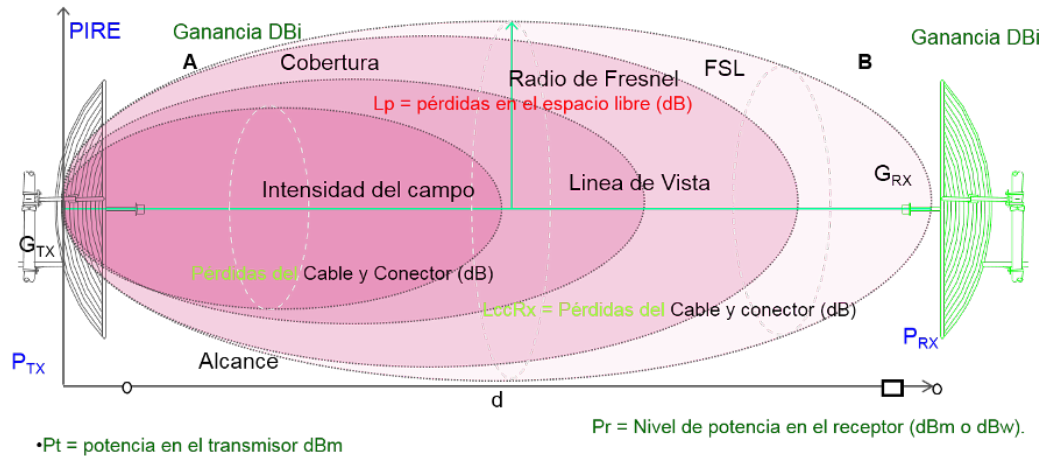 PIRE
Ganancia DBi
Ganancia DBi
A
B
Cobertura
FSL
Radio de Fresnel
Lp = pérdidas en el espacio libre (dB)
Intensidad del campo
Linea de Vista
GRX
GTX
Pérdidas del Cable y Conector (dB)
LccRx = Pérdidas del Cable y conector (dB)
PTX
PRX
Alcance
d
•Pt = potencia en el transmisor dBm
Pr = Nivel de potencia en el receptor (dBm o dBw).